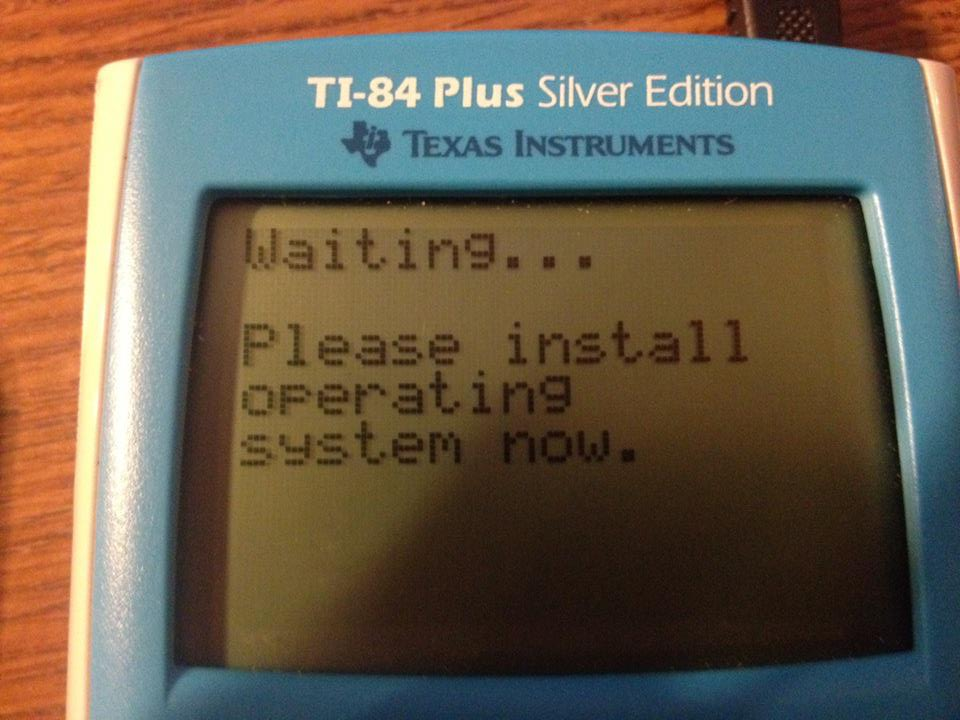 TI-84 Plus Silver Edition
TEXAS INSTRUMENTS
Waiting...
Please install
operating
system now.